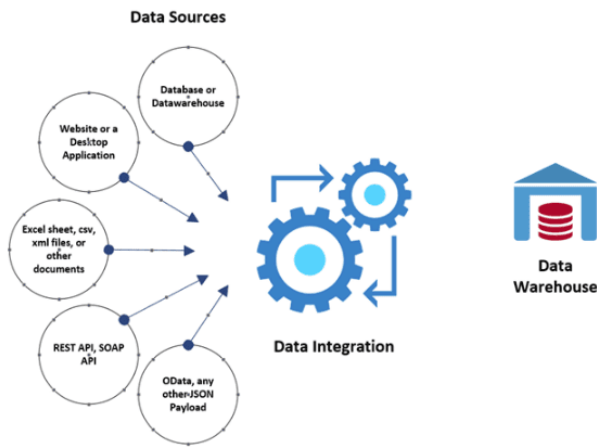 Data Sources
Database or
Datawarehouse
Website or a
Desktop
Application
Excel sheet, csv,
xml files, or
other
documents
REST API, SOAP
API
OData, any
other JSON
Payload
Data Integration
Data
Warehouse